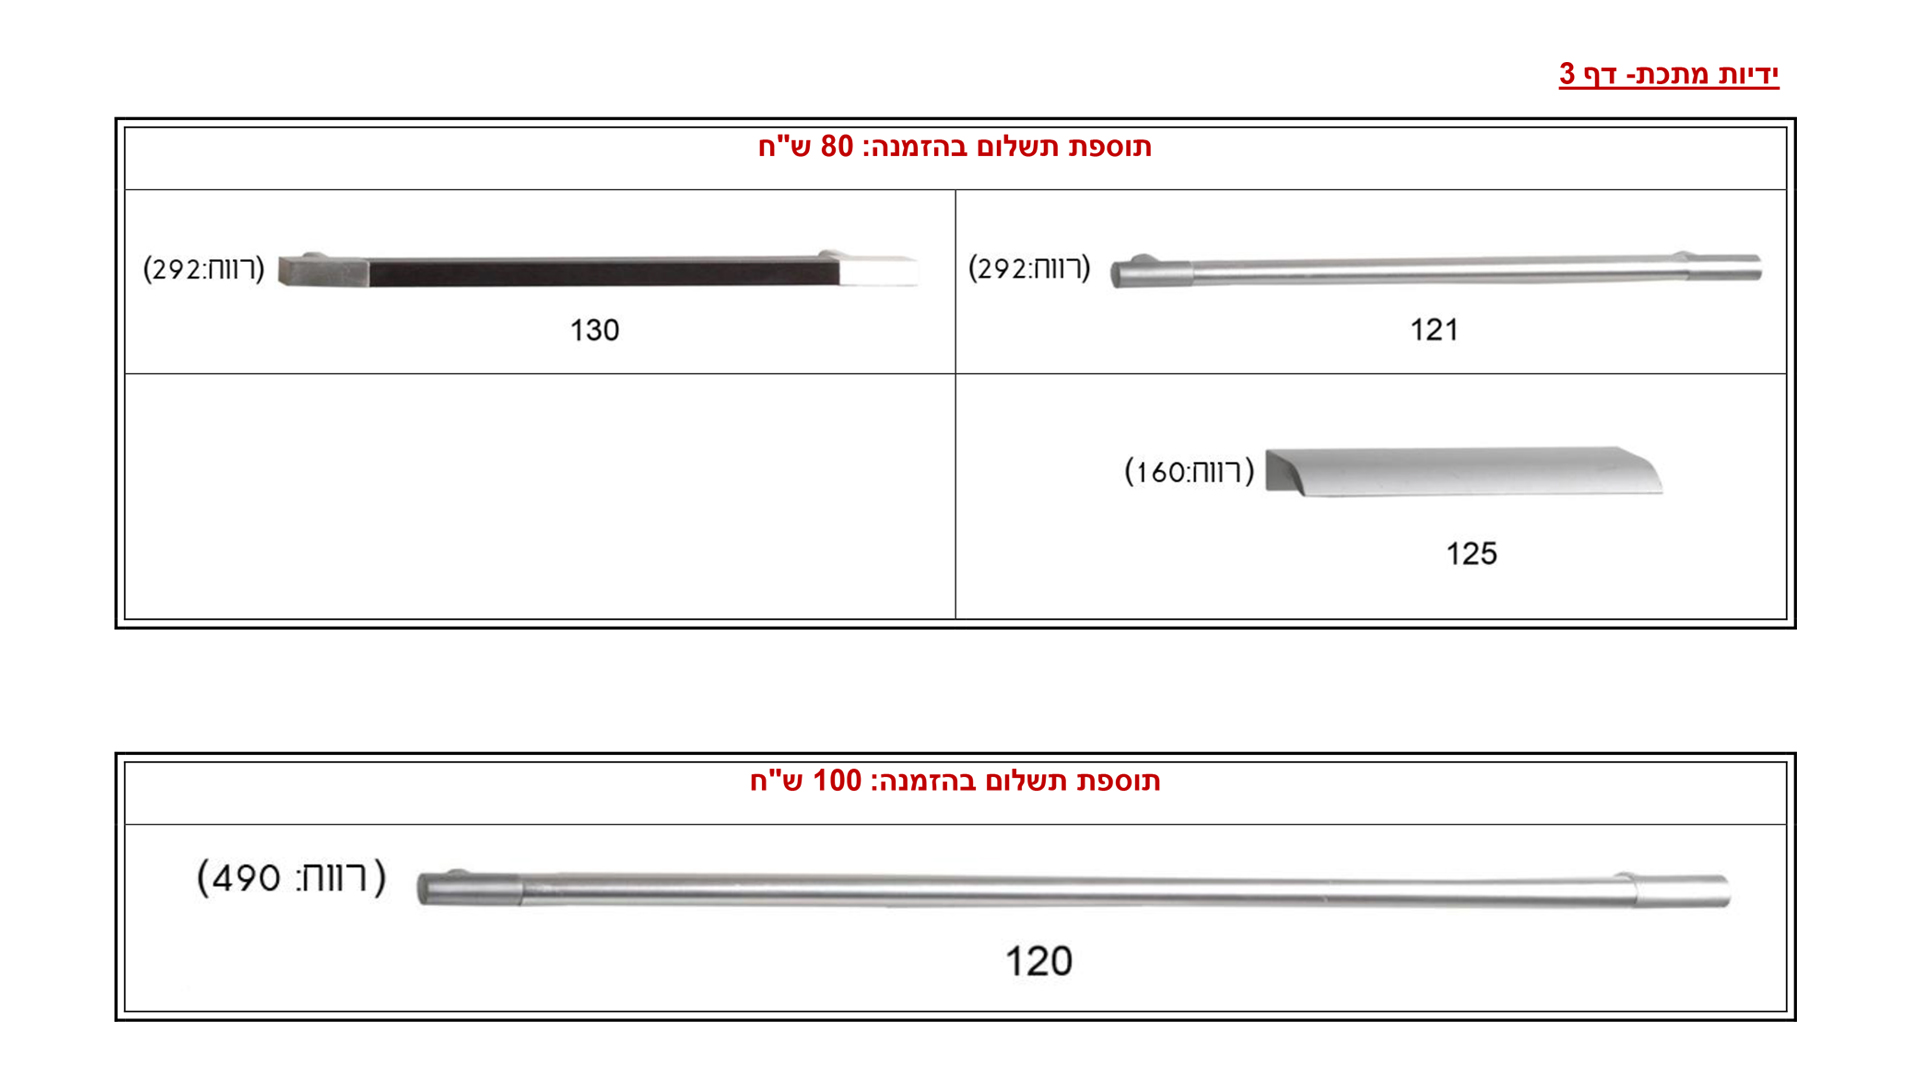 ידיות מתכת- דף 3
תוספת תשלום בהזמנה: 80 ש"ח
(רווח:292)
121
(רווח:292)
130
(רווח:160)
125
תוספת תשלום בהזמנה: 100 ש"ח
(רווח: 490)
120